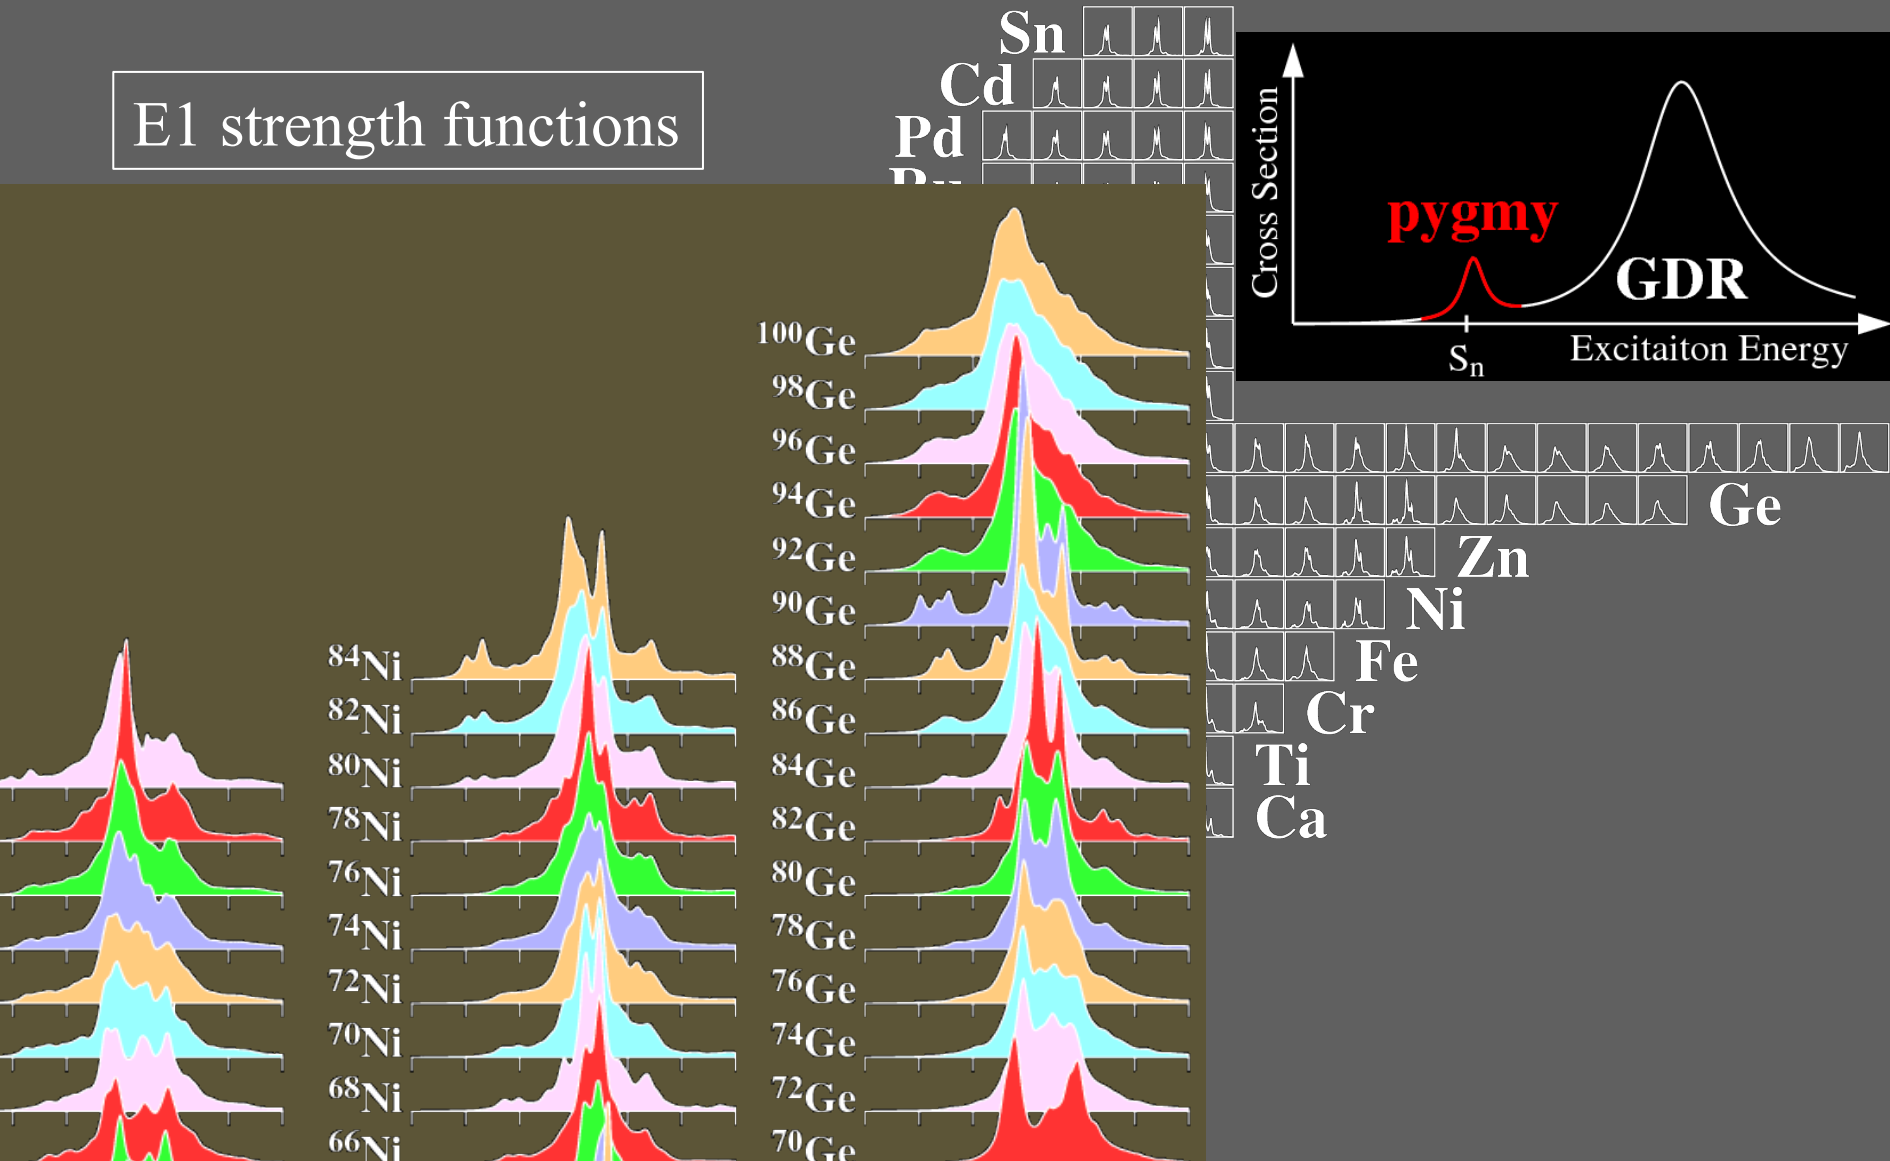 E1 strength functions
Sn
Cd
Pd
Ru
Cross Section
pygmy
GDR
Sn
Excitaiton Energy
Ge
Zn
Ni
Fe
Cr
Ti
Ca
84Ni
82Ni
80Ni
78Ni
76Ni
74Ni
72Ni
70Ni
68Ni
66Ni
100Ge
98Ge
96Ge
94Ge
92Ge
90Ge
88Ge
86Ge
84Ge
82Ge
80Ge
78Ge
76Ge
74Ge
72Ge
70Ge